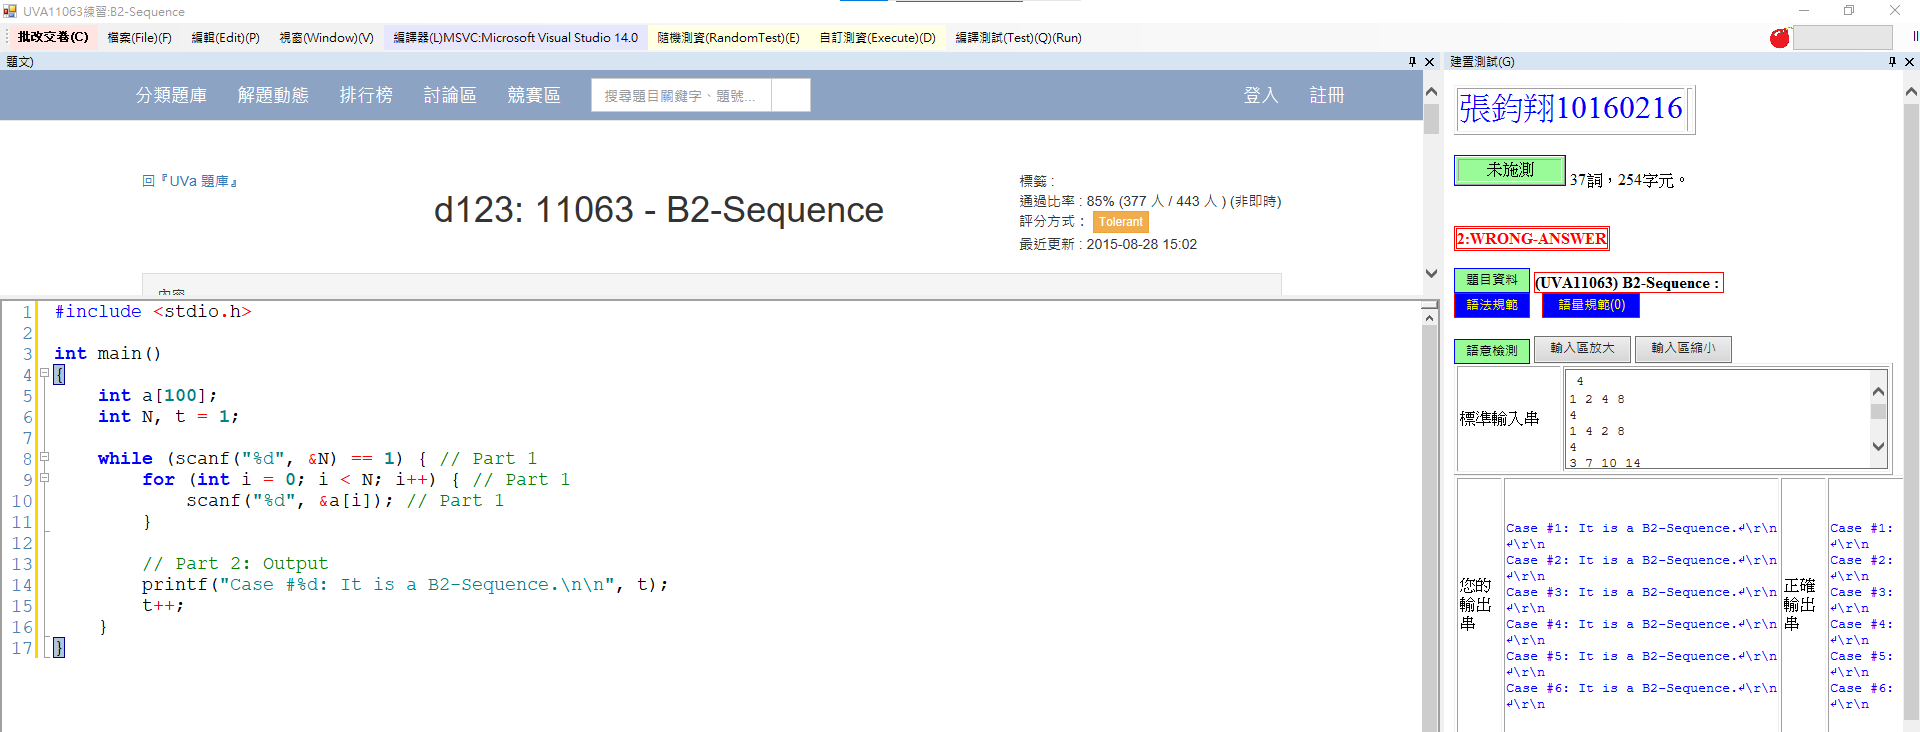 UVA11063練習:B2-Sequence
批改交卷(C) 檔案(File)(F) 編輯(Edit)(P) 視窗(Window)(V) 編譯器(L)MSVC:Microsoft Visual Studio 14.0 隨機測資(RandomTest)(E) 自訂測資(Execute)(D) 編譯測試(Test)(Q)(Run)
題文)
分類題庫 解題動態 排行榜 討論區 競賽區 搜尋題目關鍵字、題號... 登入 註冊
回『UVa 題庫』
d123: 11063 - B2-Sequence
標籤 :
通過比率 : 85% (377 人 / 443 人 ) (非即時)
評分方式 : Tolerant
最近更新 : 2015-08-28 15:02
內容
1 #include <stdio.h>
2
3 int main()
4 {
5 int a[100];
6 int N, t = 1;
7
8 while (scanf("%d", &N) == 1) { // Part 1
9 for (int i = 0; i < N; i++) { // Part 1
10 scanf("%d", &a[i]); // Part 1
11 }
12
13 // Part 2: Output
14 printf("Case #%d: It is a B2-Sequence.\n\n", t);
15 t++;
16 }
17 }
建置測試(G)
張鈞翔10160216
未施測 37詞，254字元。
2:WRONG-ANSWER
題目資料 (UVA11063) B2-Sequence :
語法規範 語量規範(0)
語意檢測 輸入區放大 輸入區縮小
標準輸入串
4
1 2 4 8
4
1 4 2 8
4
3 7 10 14
您的輸出串
Case #1: It is a B2-Sequence.↲\r\n
↲\r\n
Case #2: It is a B2-Sequence.↲\r\n
↲\r\n
Case #3: It is a B2-Sequence.↲\r\n
↲\r\n
Case #4: It is a B2-Sequence.↲\r\n
↲\r\n
Case #5: It is a B2-Sequence.↲\r\n
↲\r\n
Case #6: It is a B2-Sequence.↲\r\n
↲\r\n
正確輸出串
Case #1:
↲\r\n
Case #2:
↲\r\n
Case #3:
↲\r\n
Case #4:
↲\r\n
Case #5:
↲\r\n
Case #6:
↲\r\n